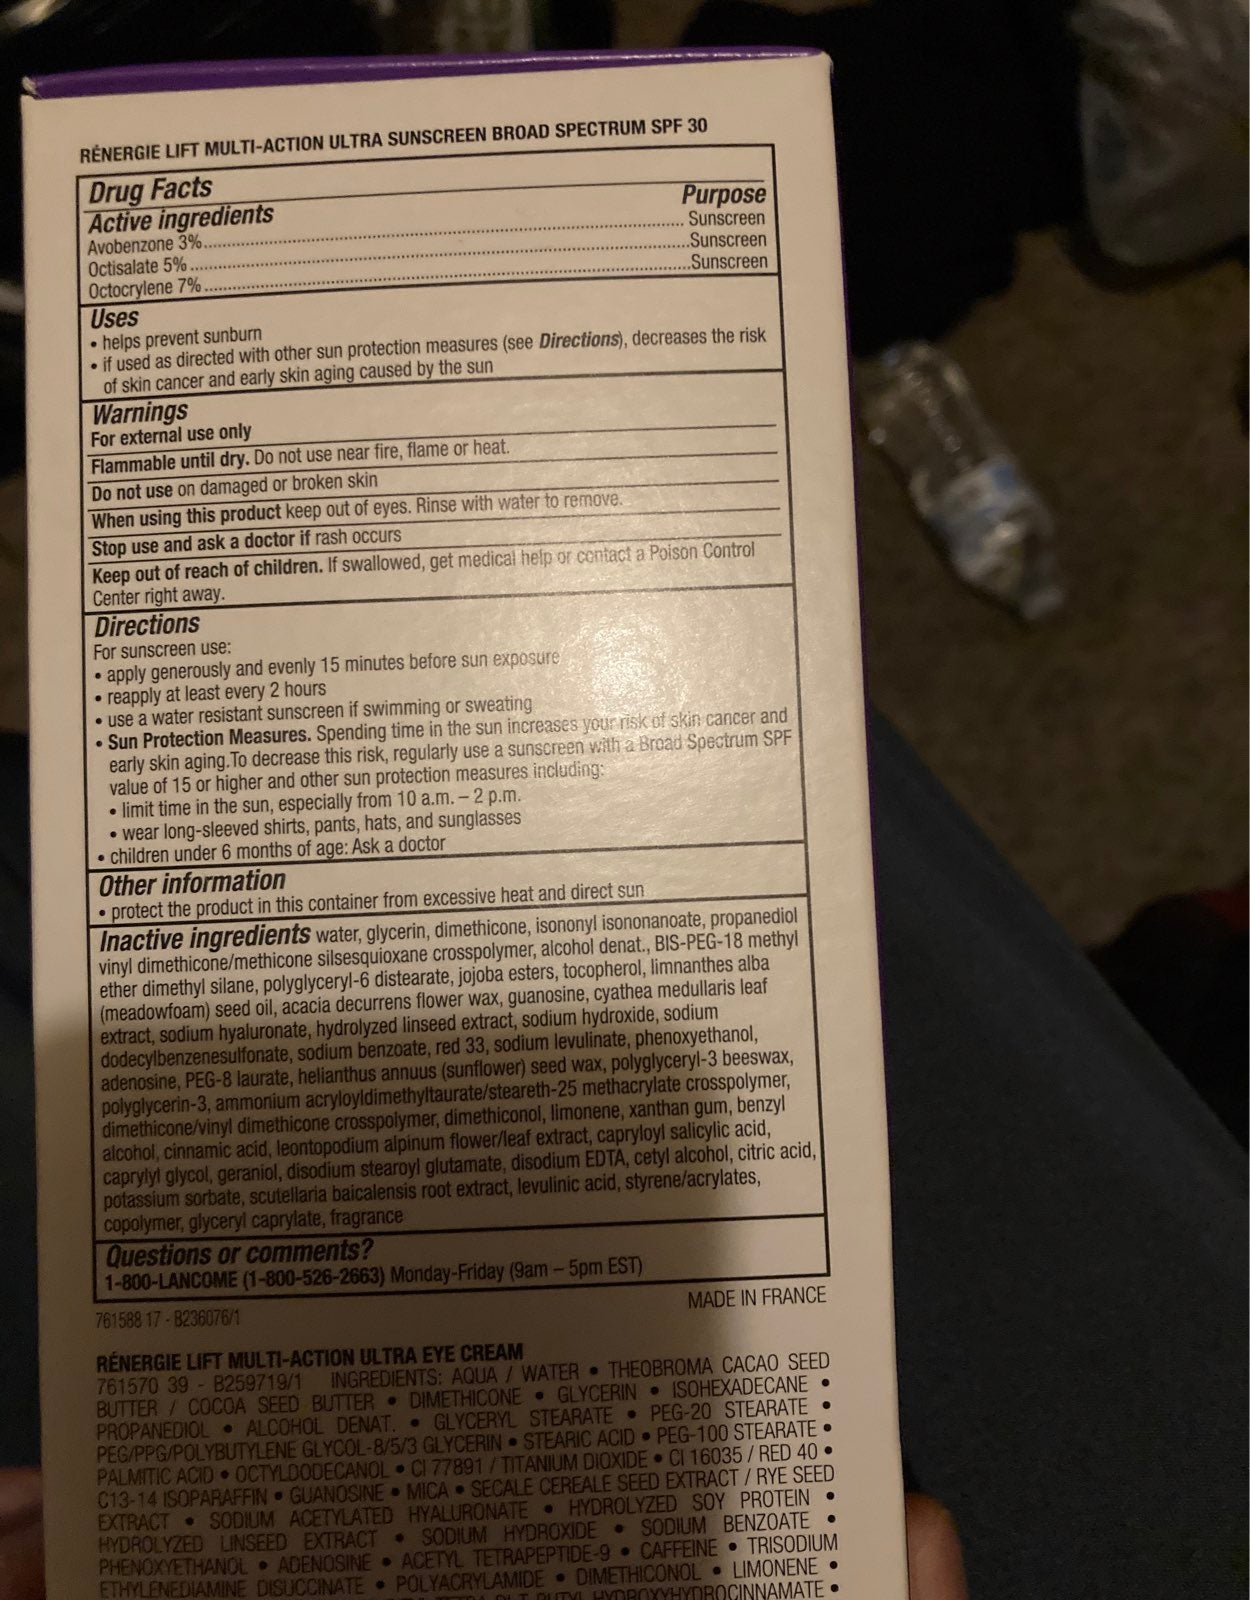 RÉNERGIE LIFT MULTI-ACTION ULTRA SUNSCREEN BROAD SPECTRUM SPF 30
Drug Facts
Active ingredients Purpose
Avobenzone 3%.......... Sunscreen
Octisalate 5%..........Sunscreen
Octocrylene 7%..........Sunscreen
Uses
• helps prevent sunburn
• if used as directed with other sun protection measures (see Directions), decreases the risk
of skin cancer and early skin aging caused by the sun
Warnings
For external use only
Flammable until dry. Do not use near fire, flame or heat.
Do not use on damaged or broken skin
When using this product keep out of eyes. Rinse with water to remove.
Stop use and ask a doctor if rash occurs
Keep out of reach of children. If swallowed, get medical help or contact a Poison Control
Center right away.
Directions
For sunscreen use:
• apply generously and evenly 15 minutes before sun exposure
• reapply at least every 2 hours
• use a water resistant sunscreen if swimming or sweating
• Sun Protection Measures. Spending time in the sun increases your risk of skin cancer and
early skin aging.To decrease this risk, regularly use a sunscreen with a Broad Spectrum SPF
value of 15 or higher and other sun protection measures including:
• limit time in the sun, especially from 10 a.m. – 2 p.m.
• wear long-sleeved shirts, pants, hats, and sunglasses
• children under 6 months of age: Ask a doctor
Other information
• protect the product in this container from excessive heat and direct sun
Inactive ingredients water, glycerin, dimethicone, isononyl isononanoate, propanediol
vinyl dimethicone/methicone silsesquioxane crosspolymer, alcohol denat., BIS-PEG-18 methyl
ether dimethyl silane, polyglyceryl-6 distearate, jojoba esters, tocopherol, limnanthes alba
(meadowfoam) seed oil, acacia decurrens flower wax, guanosine, cyathea medullaris leaf
extract, sodium hyaluronate, hydrolyzed linseed extract, sodium hydroxide, sodium
dodecylbenzenesulfonate, sodium benzoate, red 33, sodium levulinate, phenoxyethanol,
adenosine, PEG-8 laurate, helianthus annuus (sunflower) seed wax, polyglyceryl-3 beeswax,
polyglycerin-3, ammonium acryloyldimethyltaurate/steareth-25 methacrylate crosspolymer,
dimethicone/vinyl dimethicone crosspolymer, dimethiconol, limonene, xanthan gum, benzyl
alcohol, cinnamic acid, leontopodium alpinum flower/leaf extract, capryloyl salicylic acid,
caprylyl glycol, geraniol, disodium stearoyl glutamate, disodium EDTA, cetyl alcohol, citric acid,
potassium sorbate, scutellaria baicalensis root extract, levulinic acid, styrene/acrylates,
copolymer, glyceryl caprylate, fragrance
Questions or comments?
1-800-LANCOME (1-800-526-2663) Monday-Friday (9am – 5pm EST)
761588 17 - B236076/1 MADE IN FRANCE
RÉNERGIE LIFT MULTI-ACTION ULTRA EYE CREAM
761570 39 - B259719/1 INGREDIENTS: AQUA / WATER • THEOBROMA CACAO SEED
BUTTER / COCOA SEED BUTTER • DIMETHICONE • GLYCERIN • ISOHEXADECANE •
PROPANEDIOL • ALCOHOL DENAT. • GLYCERYL STEARATE • PEG-20 STEARATE •
PEG/PPG/POLYBUTYLENE GLYCOL-8/5/3 GLYCERIN • STEARIC ACID • PEG-100 STEARATE •
PALMITIC ACID • OCTYLDODECANOL • CI 77891 / TITANIUM DIOXIDE • CI 16035 / RED 40 •
C13-14 ISOPARAFFIN • GUANOSINE • MICA • SECALE CEREALE SEED EXTRACT / RYE SEED
EXTRACT • SODIUM ACETYLATED HYALURONATE • HYDROLYZED SOY PROTEIN •
HYDROLYZED LINSEED EXTRACT • SODIUM HYDROXIDE • SODIUM BENZOATE •
PHENOXYETHANOL • ADENOSINE • ACETYL TETRAPEPTIDE-9 • CAFFEINE • TRISODIUM
ETHYLENEDIAMINE DISUCCINATE • POLYACRYLAMIDE • DIMETHICONOL • LIMONENE •
HYDROXYHYDROCINNAMATE •